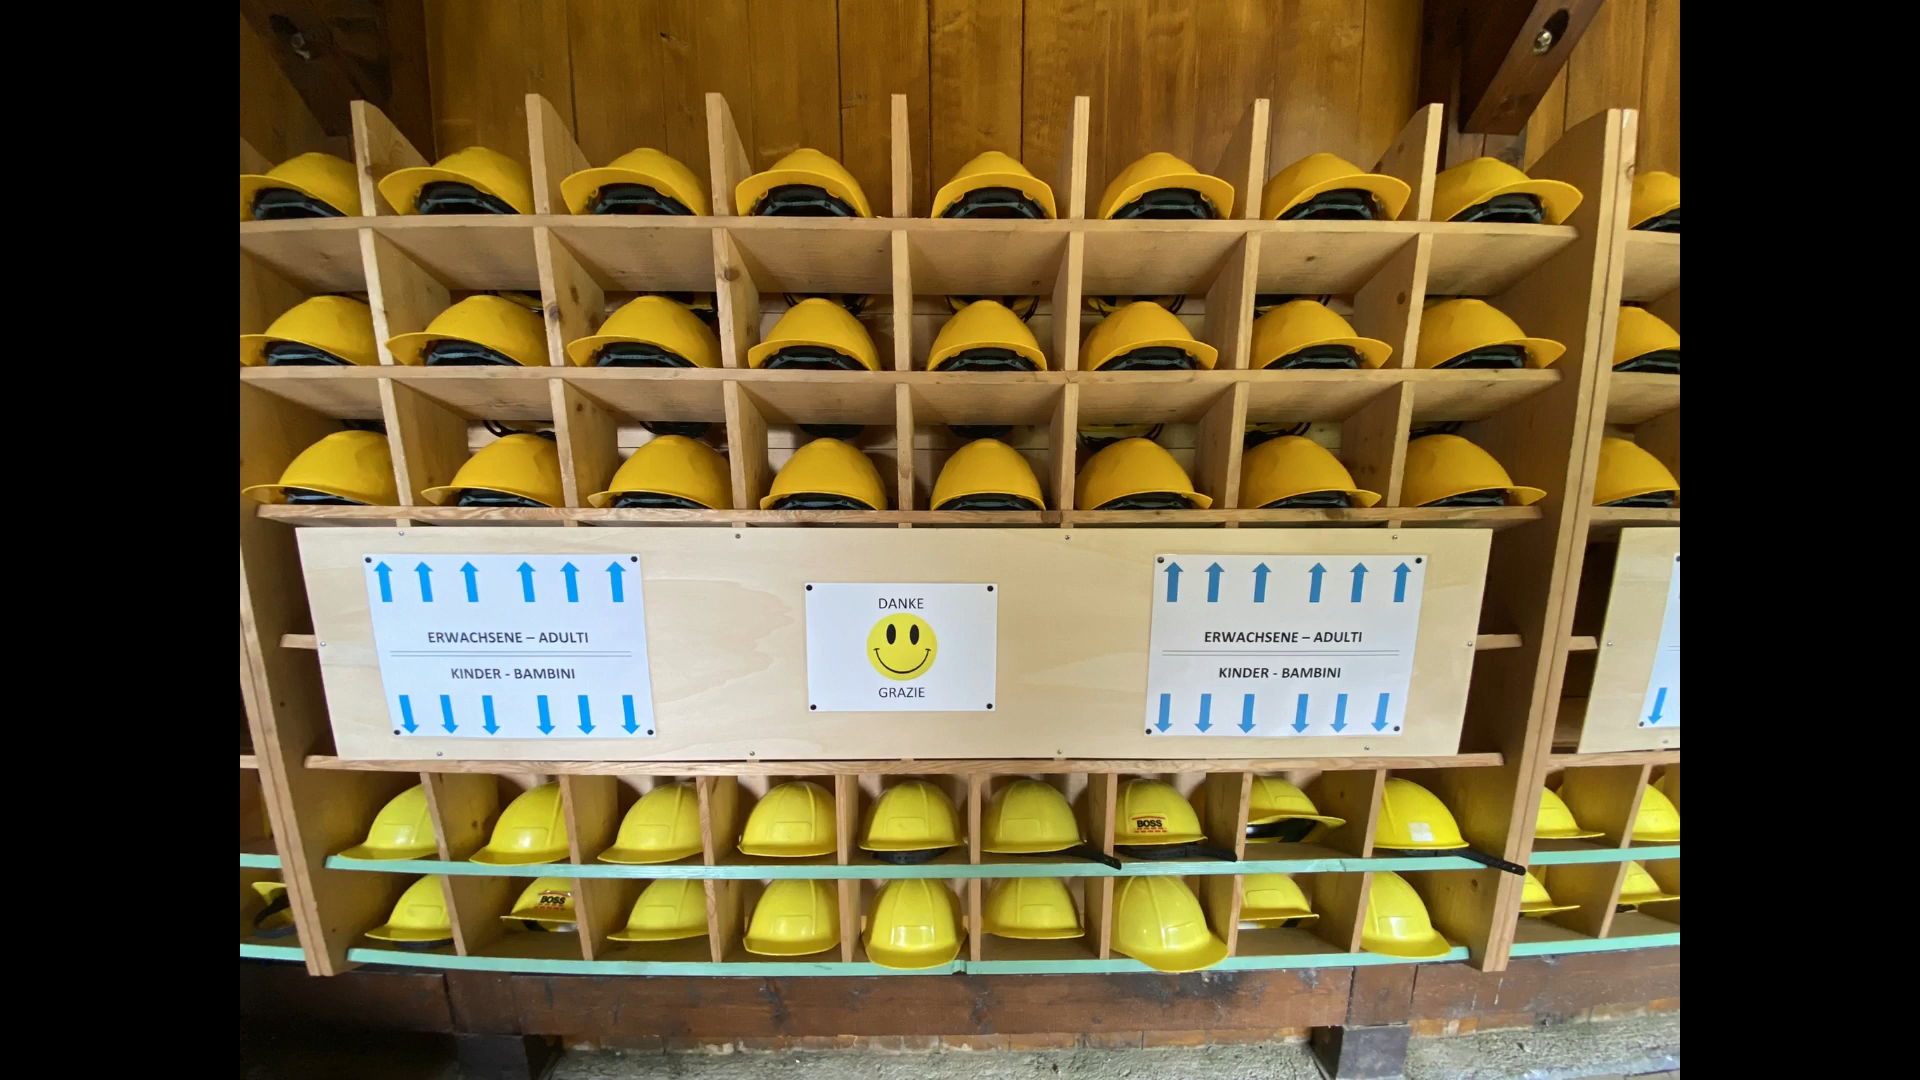 ERWACHSENE – ADULTI
KINDER - BAMBINI
DANKE
GRAZIE
ERWACHSENE – ADULTI
KINDER - BAMBINI
BOSS
BOSS